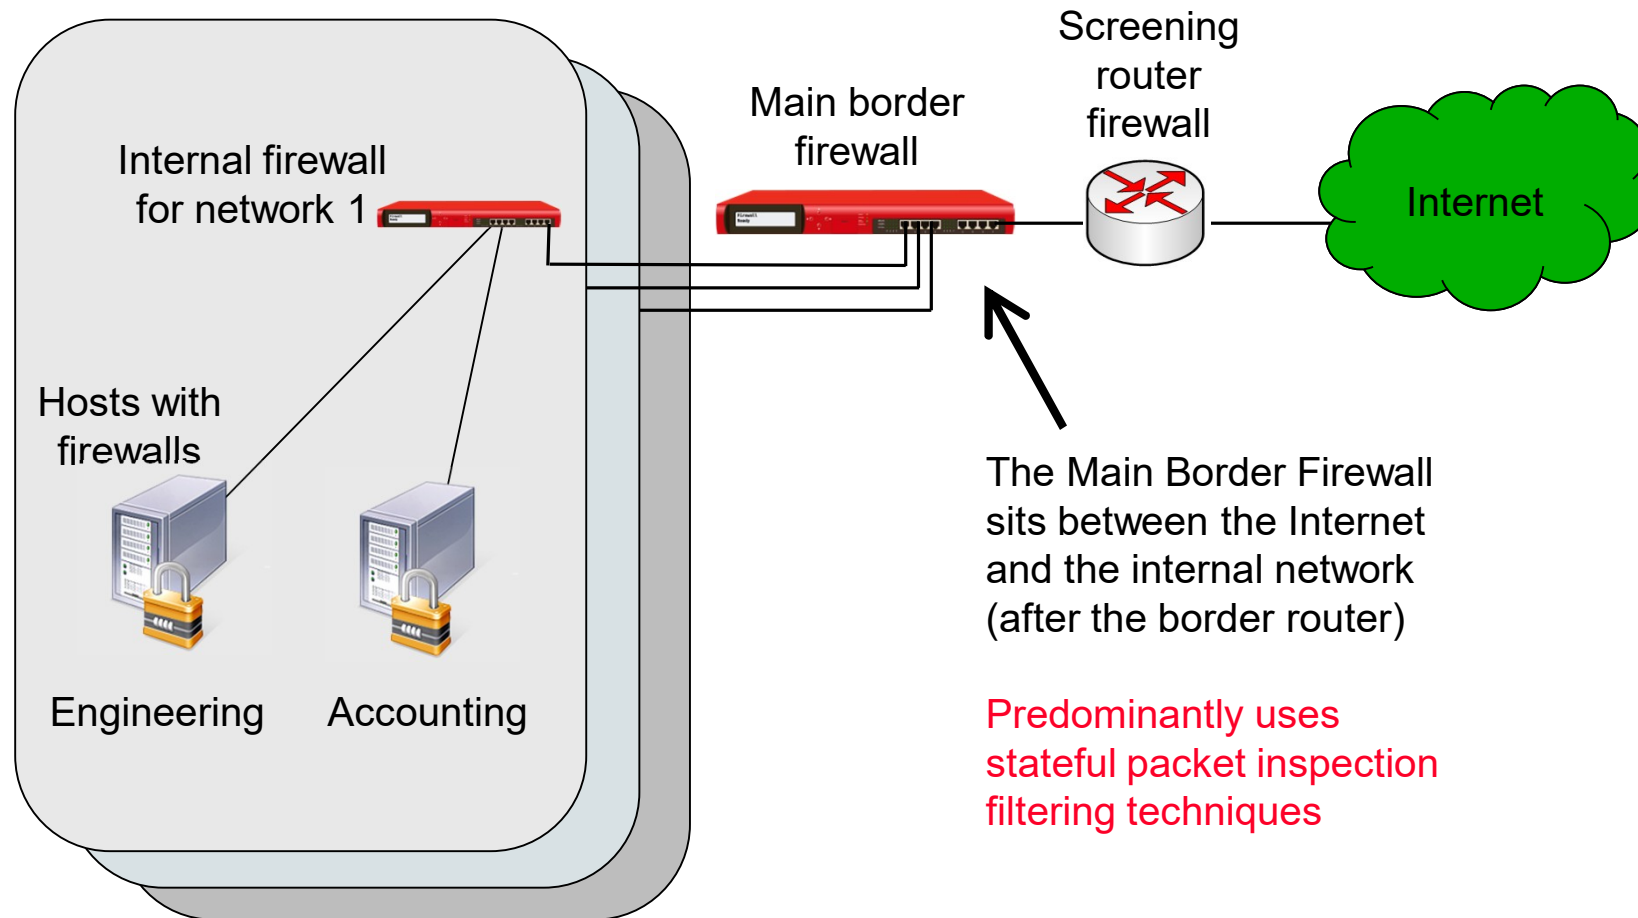 Screening
router
firewall
Main border
firewall
Internal firewall
for network 1
Internet
Hosts with
firewalls
Engineering
Accounting
The Main Border Firewall
sits between the Internet
and the internal network
(after the border router)
Predominantly uses
stateful packet inspection
filtering techniques